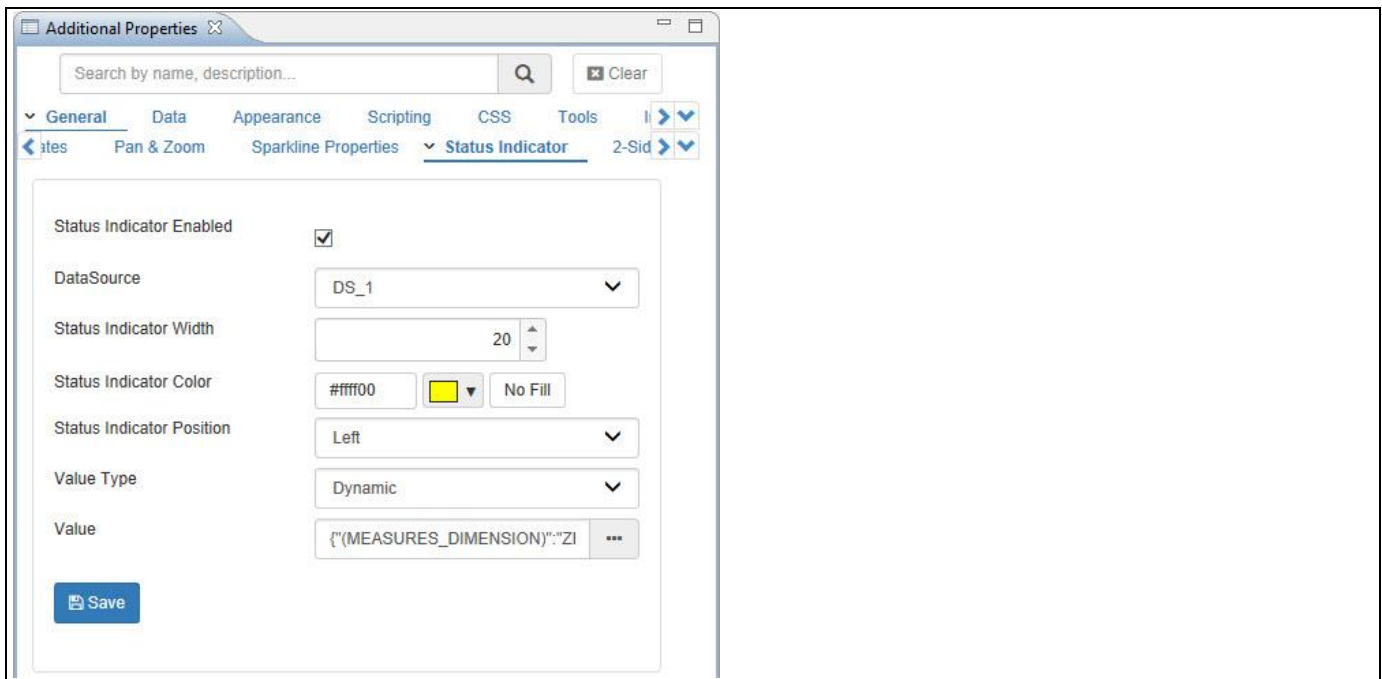 Additional Properties
Search by name, description...
Clear
General Data Appearance Scripting CSS Tools
Pan & Zoom Sparkline Properties Status Indicator 2-Sid
Status Indicator Enabled
DataSource
DS_1
Status Indicator Width
20
Status Indicator Color
#ffff00
No Fill
Status Indicator Position
Left
Value Type
Dynamic
Value
{"(MEASURES_DIMENSION)":"ZI
Save